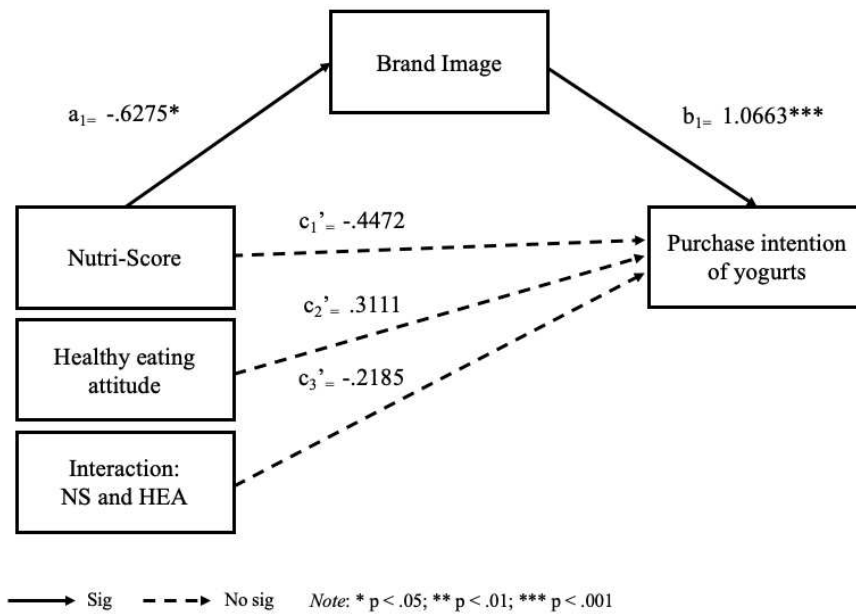 Brand Image
a1= -.6275*
b1= 1.0663***
Nutri-Score
c1’= -.4472
Purchase intention
of yogurts
Healthy eating
attitude
c2’= .3111
c3’= -.2185
Interaction:
NS and HEA
Sig
No sig
Note: * p < .05; ** p < .01; *** p < .001